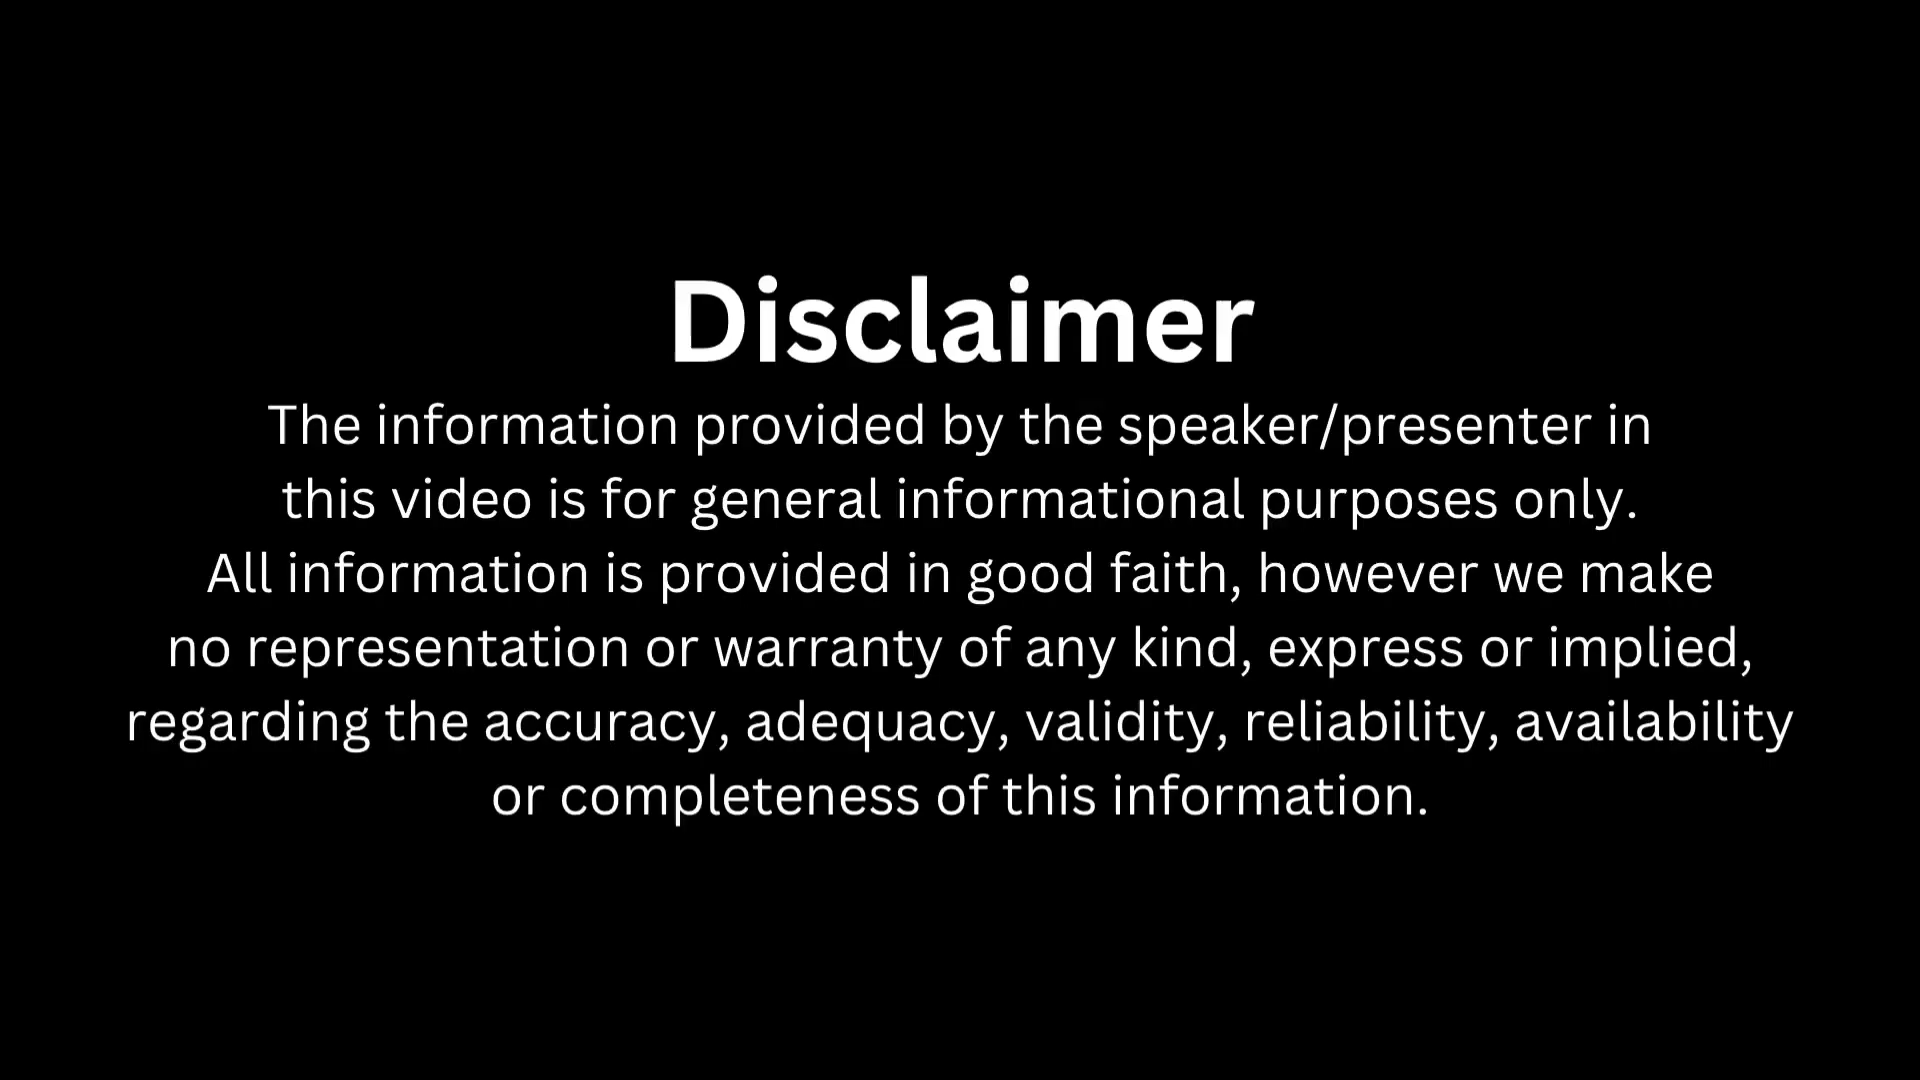 Disclaimer
The information provided by the speaker/presenter in
this video is for general informational purposes only.
All information is provided in good faith, however we make
no representation or warranty of any kind, express or implied,
regarding the accuracy, adequacy, validity, reliability, availability
or completeness of this information.